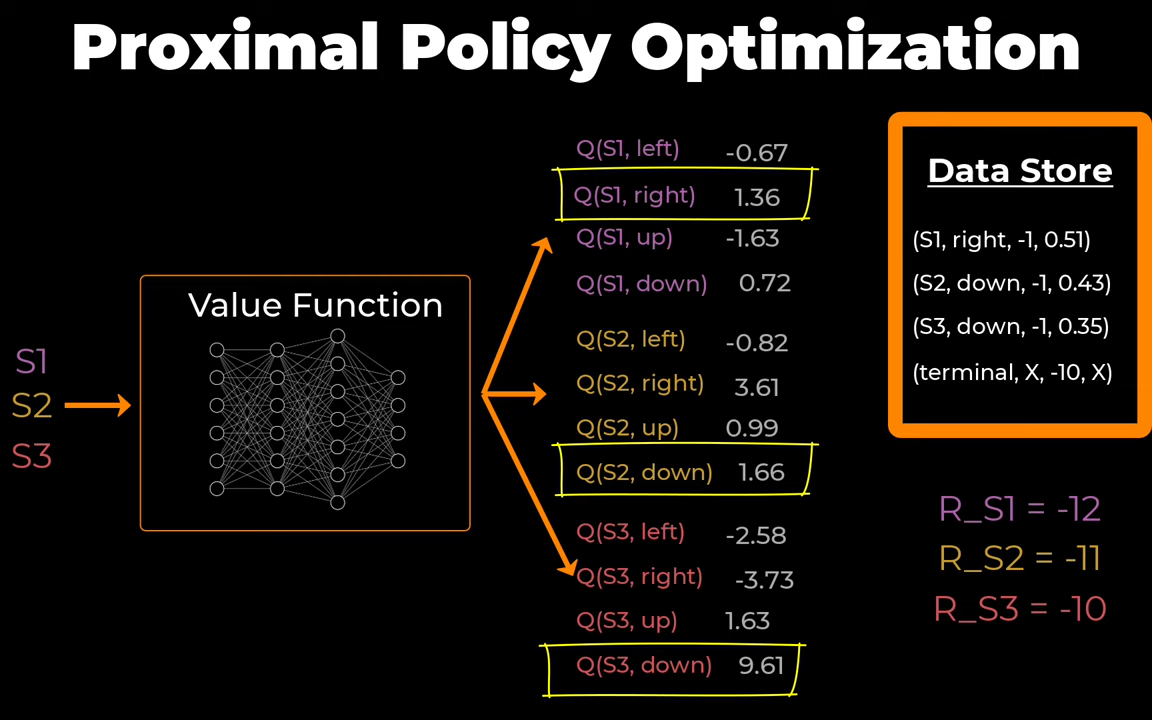 Proximal Policy Optimization
S1
S2
S3
Value Function
Q(S1, left) -0.67
Q(S1, right) 1.36
Q(S1, up) -1.63
Q(S1, down) 0.72
Q(S2, left) -0.82
Q(S2, right) 3.61
Q(S2, up) 0.99
Q(S2, down) 1.66
Q(S3, left) -2.58
Q(S3, right) -3.73
Q(S3, up) 1.63
Q(S3, down) 9.61
Data Store
(S1, right, -1, 0.51)
(S2, down, -1, 0.43)
(S3, down, -1, 0.35)
(terminal, X, -10, X)
R_S1 = -12
R_S2 = -11
R_S3 = -10